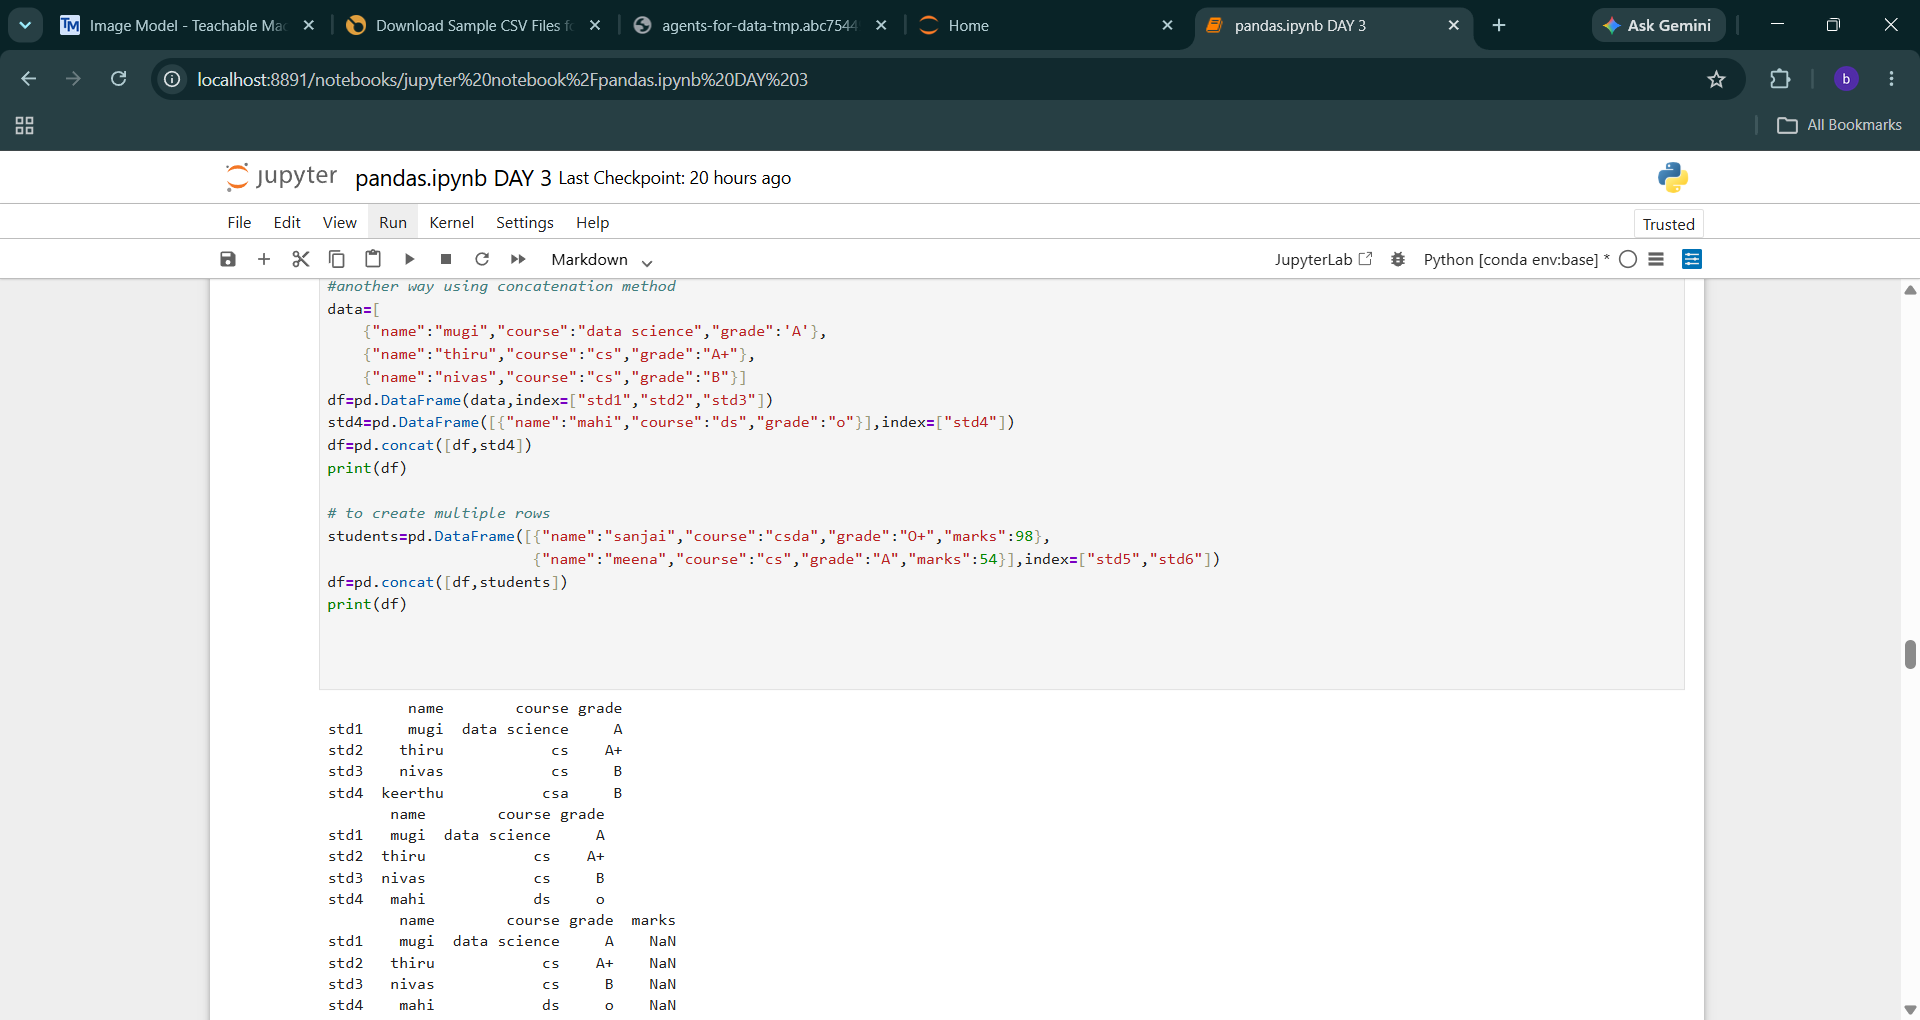 Image Model - Teachable Ma
Download Sample CSV Files f
agents-for-data-tmp.abc7544
Home
pandas.ipynb DAY 3
Ask Gemini
localhost:8891/notebooks/jupyter%20notebook%2Fpandas.ipynb%20DAY%203
b
All Bookmarks
jupyter pandas.ipynb DAY 3 Last Checkpoint: 20 hours ago
File Edit View Run Kernel Settings Help
Trusted
Markdown
JupyterLab
Python [conda env:base] *
#another way using concatenation method
data=[
    {"name":"mugi","course":"data science","grade":'A'},
    {"name":"thiru","course":"cs","grade":"A+"},
    {"name":"nivas","course":"cs","grade":"B"}]
df=pd.DataFrame(data,index=["std1","std2","std3"])
std4=pd.DataFrame([{"name":"mahi","course":"ds","grade":"o"}],index=["std4"])
df=pd.concat([df,std4])
print(df)
# to create multiple rows
students=pd.DataFrame([{"name":"sanjai","course":"csda","grade":"O+","marks":98},
                       {"name":"meena","course":"cs","grade":"A","marks":54}],index=["std5","std6"])
df=pd.concat([df,students])
print(df)
         name        course grade
std1     mugi  data science     A
std2    thiru            cs    A+
std3    nivas            cs     B
std4  keerthu           csa     B
       name        course grade
std1   mugi  data science     A
std2  thiru            cs    A+
std3  nivas            cs     B
std4   mahi            ds     o
        name        course grade  marks
std1    mugi  data science     A    NaN
std2   thiru            cs    A+    NaN
std3   nivas            cs     B    NaN
std4    mahi            ds     o    NaN